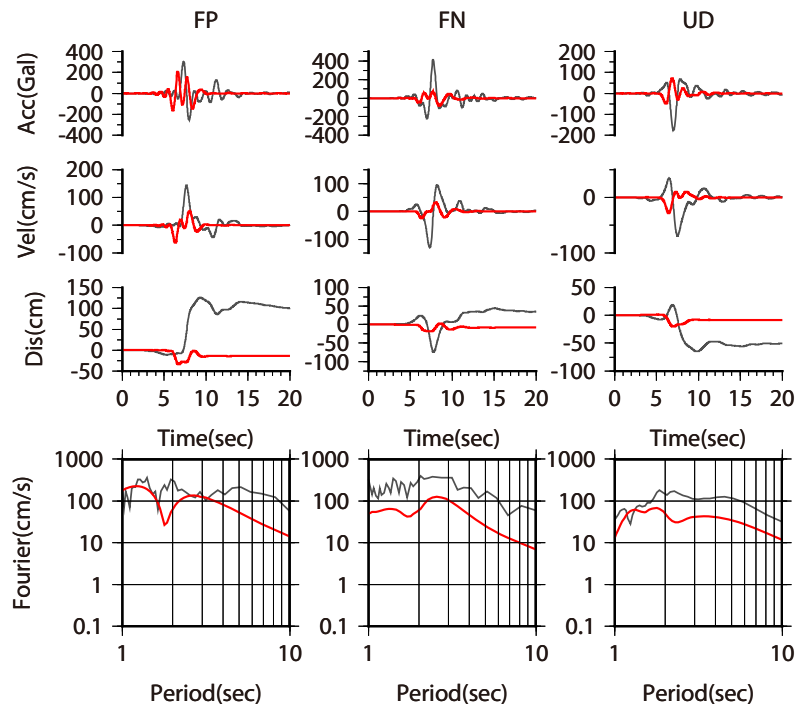 FP FN UD
Acc(Gal) 400 200 0 -200 -400
400 200 0 -200 -400
200 100 0 -100 -200
Vel(cm/s) 200 100 0 -100
100 0 -100
0 -100
Dis(cm) 150 100 50 0 -50
100 50 0 -50 -100
50 0 -50 -100
0 5 10 15 20 0 5 10 15 20 0 5 10 15 20
Time(sec) Time(sec) Time(sec)
Fourier(cm/s) 1000 100 10 1 0.1
1000 100 10 1 0.1
1000 100 10 1 0.1
1 10 1 10 1 10
Period(sec) Period(sec) Period(sec)